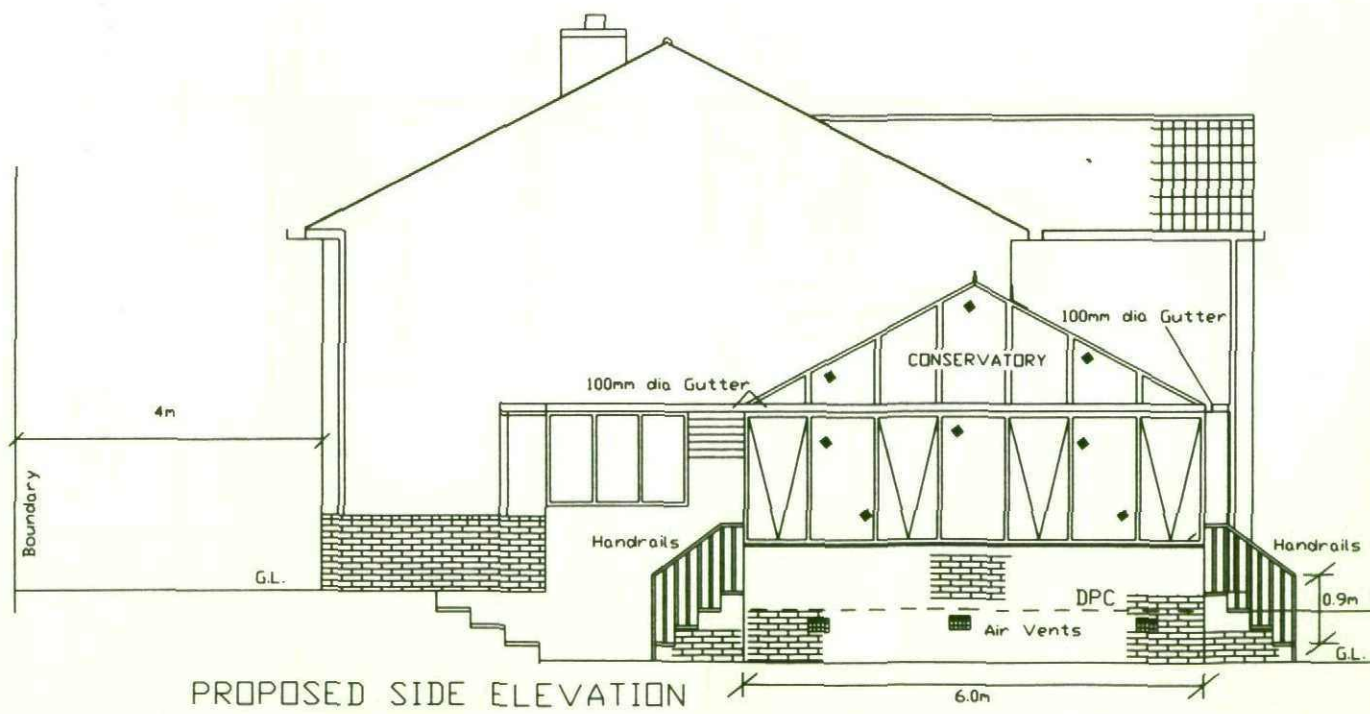 100mm dia Gutter
CONSERVATORY
100mm dia Gutter
4m
Boundary
Handrails
Handrails
G.L.
DPC
0.9m
Air Vents
G.L.
PROPOSED SIDE ELEVATION
6.0m